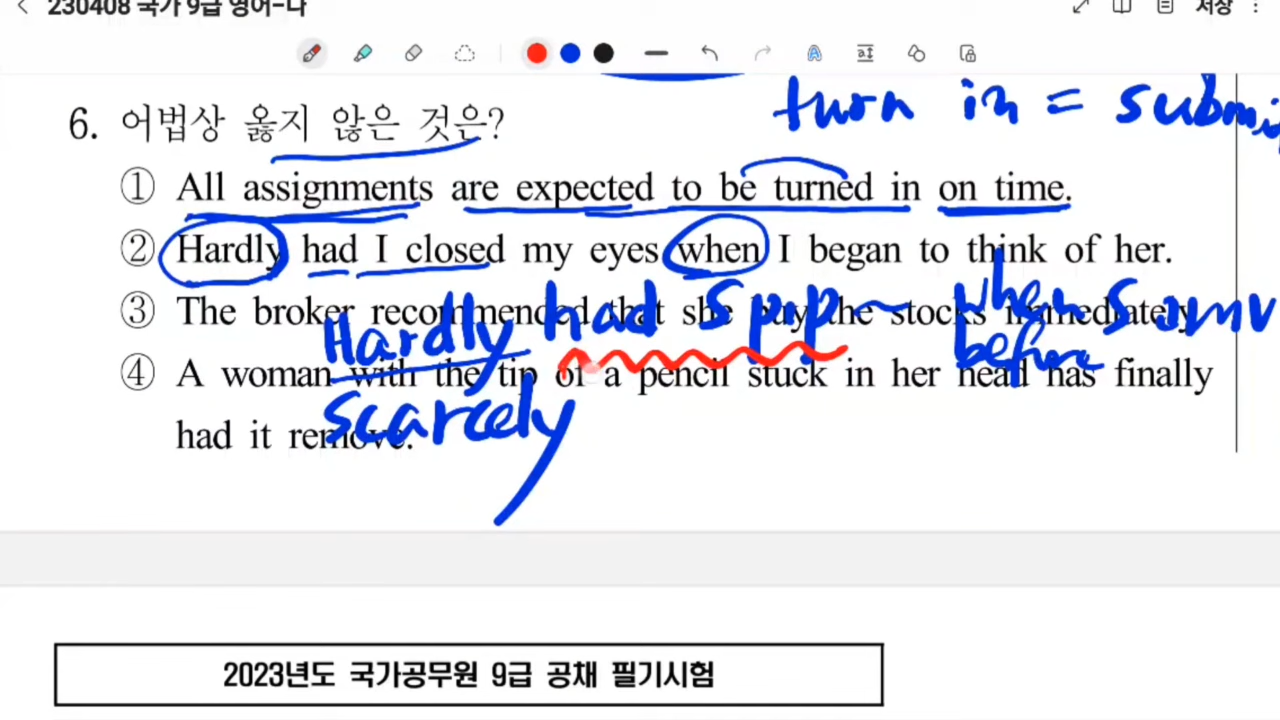 230408 국가 9급 영어-나
저장
turn in = submi
6. 어법상 옳지 않은 것은?
① All assignments are expected to be turned in on time.
② Hardly had I closed my eyes when I began to think of her.
③ The broker recommended that she buy the stocks immediately.
Hardly had S pp ~ when S
before
④ A woman with the tip of a pencil stuck in her head has finally
scarcely
had it remove.
2023년도 국가공무원 9급 공채 필기시험